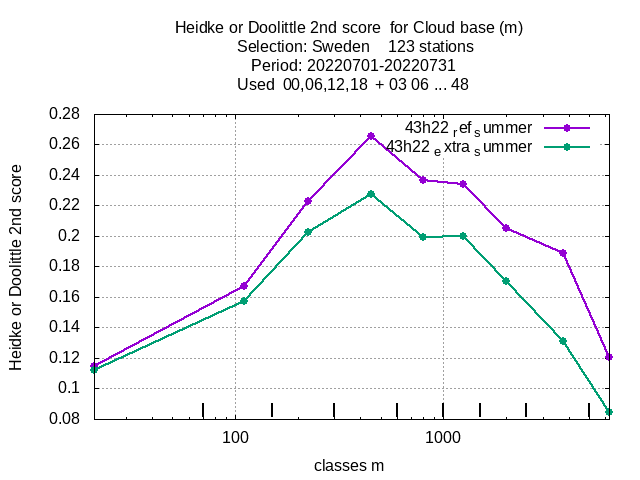 Heidke or Doolittle 2nd score  for Cloud base (m)
Selection: Sweden    123 stations
Period: 20220701-20220731
Used  00,06,12,18  + 03 06 ... 48
43h22 ref summer
43h22 extra summer
Heidke or Doolittle 2nd score
0.28
0.26
0.24
0.22
0.2
0.18
0.16
0.14
0.12
0.1
0.08
100
1000
classes m